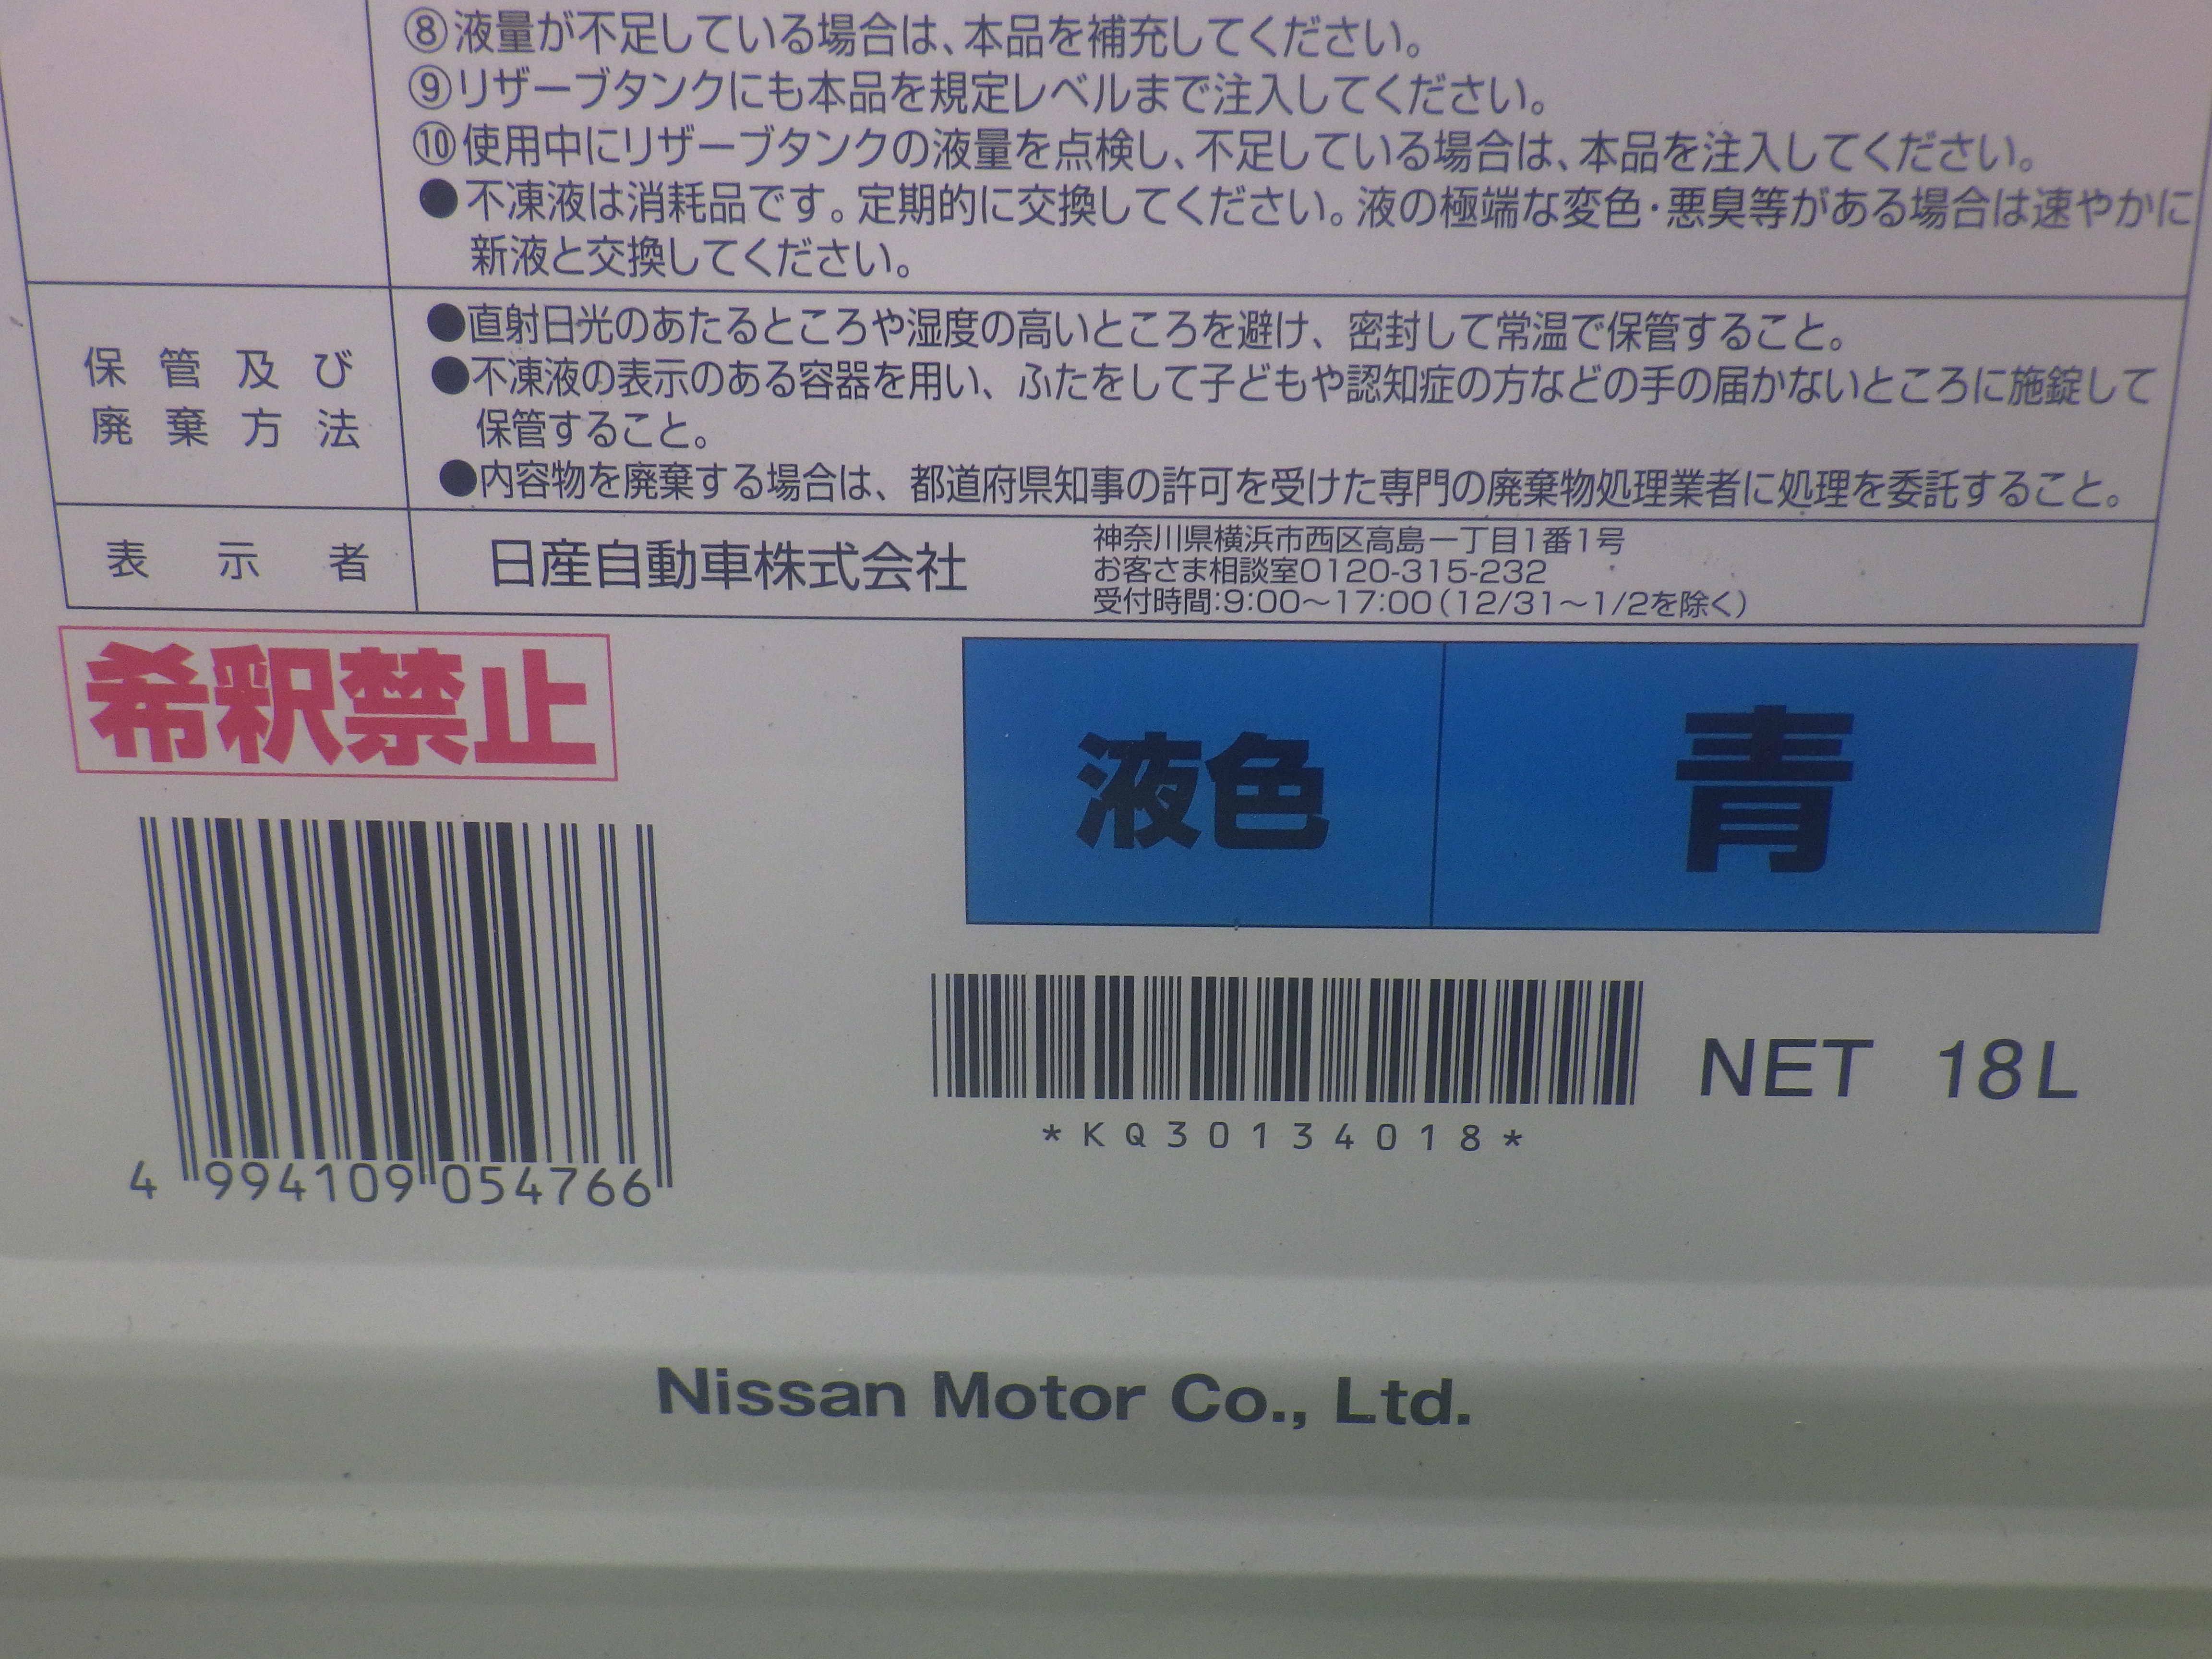 ⑧液量が不足している場合は、本品を補充してください。
⑨リザーブタンクにも本品を規定レベルまで注入してください。
⑩使用中にリザーブタンクの液量を点検し、不足している場合は、本品を注入してください。
●不凍液は消耗品です。定期的に交換してください。液の極端な変色・悪臭等がある場合は速やかに
新液と交換してください。
保管及び
廃棄方法
●直射日光のあたるところや湿度の高いところを避け、密封して常温で保管すること。
●不凍液の表示のある容器を用い、ふたをして子どもや認知症の方などの手の届かないところに施錠して
保管すること。
●内容物を廃棄する場合は、都道府県知事の許可を受けた専門の廃棄物処理業者に処理を委託すること。
表示者
日産自動車株式会社
神奈川県横浜市西区高島一丁目1番1号
お客さま相談室0120-315-232
受付時間:9:00〜17:00(12/31〜1/2を除く)
希釈禁止
液色 青
4 994109 054766
*KQ30134018*
NET 18L
Nissan Motor Co., Ltd.